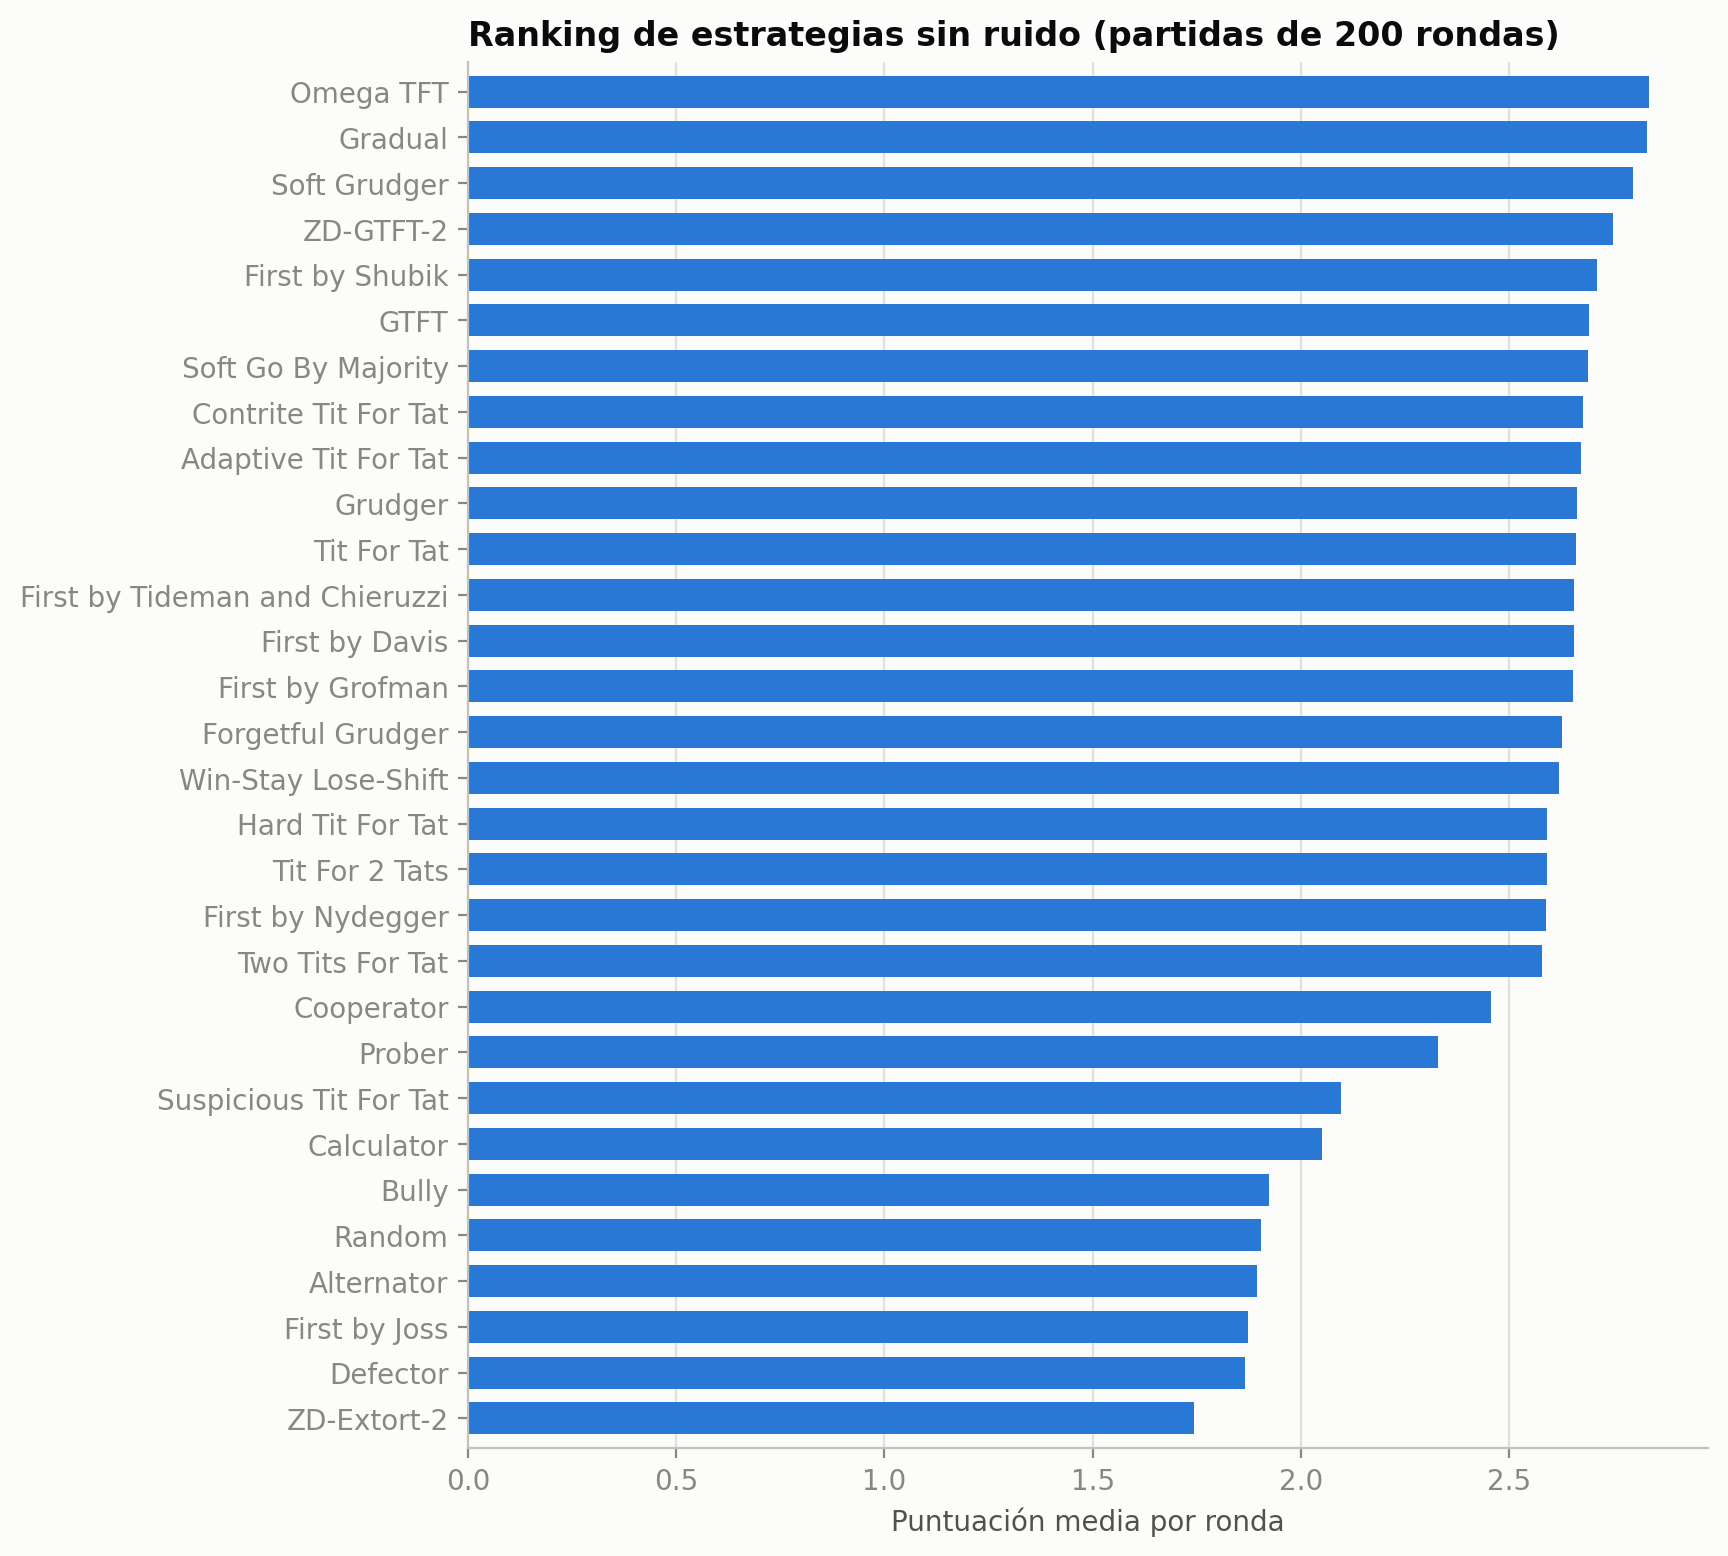 Ranking de estrategias sin ruido (partidas de 200 rondas)
Omega TFT
Gradual
Soft Grudger
ZD-GTFT-2
First by Shubik
GTFT
Soft Go By Majority
Contrite Tit For Tat
Adaptive Tit For Tat
Grudger
Tit For Tat
First by Tideman and Chieruzzi
First by Davis
First by Grofman
Forgetful Grudger
Win-Stay Lose-Shift
Hard Tit For Tat
Tit For 2 Tats
First by Nydegger
Two Tits For Tat
Cooperator
Prober
Suspicious Tit For Tat
Calculator
Bully
Random
Alternator
First by Joss
Defector
ZD-Extort-2
0.0 0.5 1.0 1.5 2.0 2.5
Puntuación media por ronda